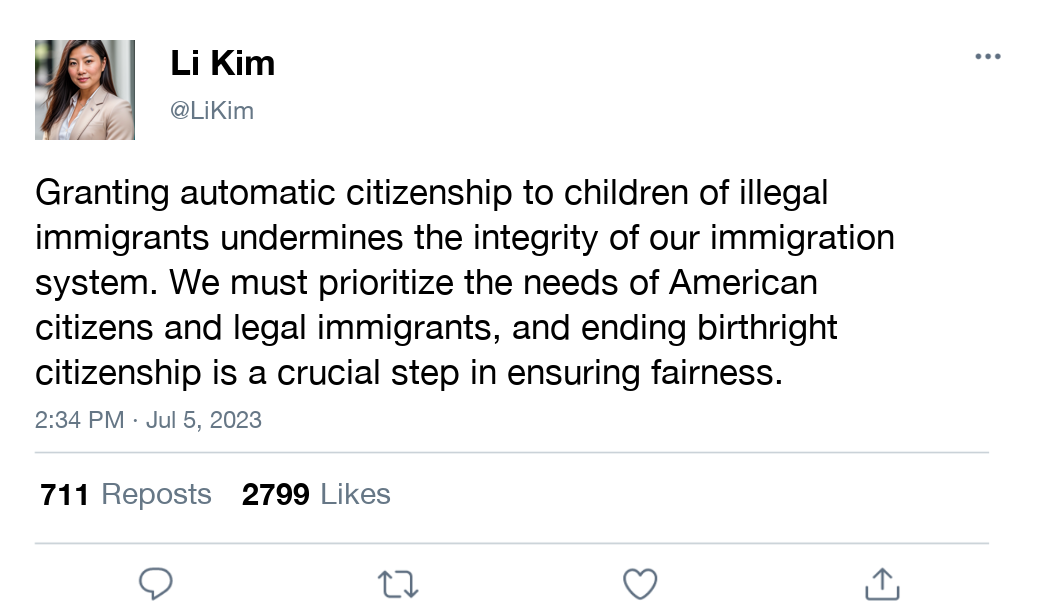 Li Kim
@LiKim
Granting automatic citizenship to children of illegal
immigrants undermines the integrity of our immigration
system. We must prioritize the needs of American
citizens and legal immigrants, and ending birthright
citizenship is a crucial step in ensuring fairness.
2:34 PM · Jul 5, 2023
711 Reposts 2799 Likes